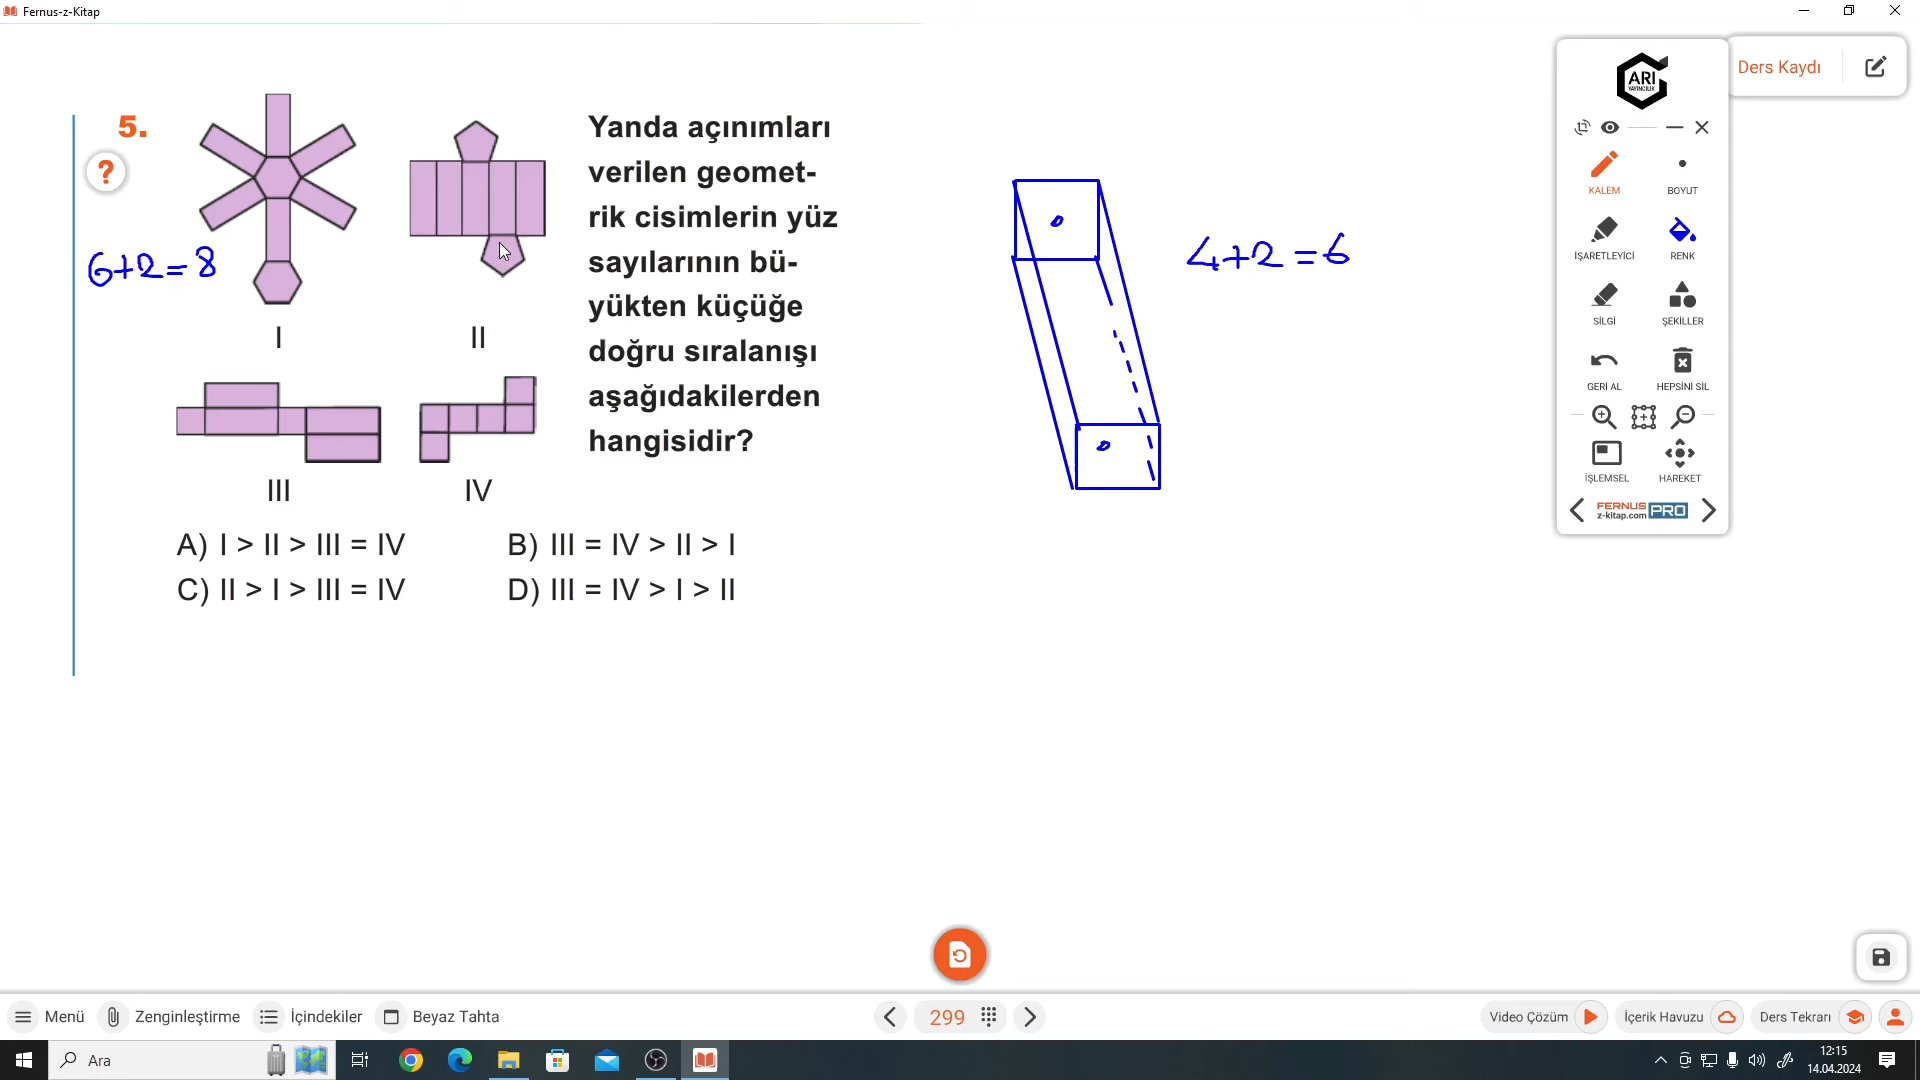 Fernus-z-Kitap
5.
?
6+2=8
I
II
III
IV
Yanda açınımları
verilen geomet-
rik cisimlerin yüz
sayılarının bü-
yükten küçüğe
doğru sıralanışı
aşağıdakilerden
hangisidir?
A) I > II > III = IV
B) III = IV > II > I
C) II > I > III = IV
D) III = IV > I > II
4+2=6
ARI
YAYINCILIK
Ders Kaydı
KALEM
BOYUT
İŞARETLEYİCİ
RENK
SİLGİ
ŞEKİLLER
GERİ AL
HEPSİNİ SİL
İŞLEMSEL
HAREKET
FERNUS
z-kitap.com PRO
Menü
Zenginleştirme
İçindekiler
Beyaz Tahta
299
Video Çözüm
İçerik Havuzu
Ders Tekrarı
Ara
12:15
14.04.2024